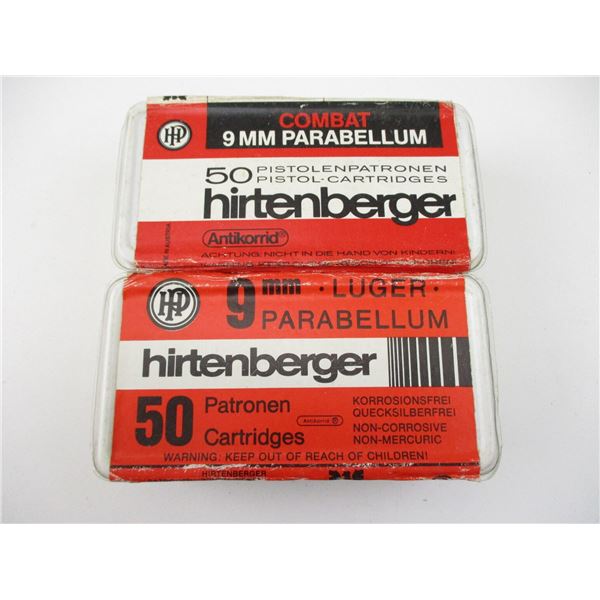 HP
COMBAT
9 MM PARABELLUM
50 PISTOLENPATRONEN
PISTOL-CARTRIDGES
hirtenberger
Antikorrid®
ACHTUNG: NICHT IN DIE HAND VON KINDERN!
IN AUSTRIA
HP
9 mm · LUGER ·
PARABELLUM
hirtenberger
50 Patronen
Cartridges
Antikorrid ®
KORROSIONSFREI
QUECKSILBERFREI
NON-CORROSIVE
NON-MERCURIC
WARNING: KEEP OUT OF REACH OF CHILDREN!
HIRTENBERGER